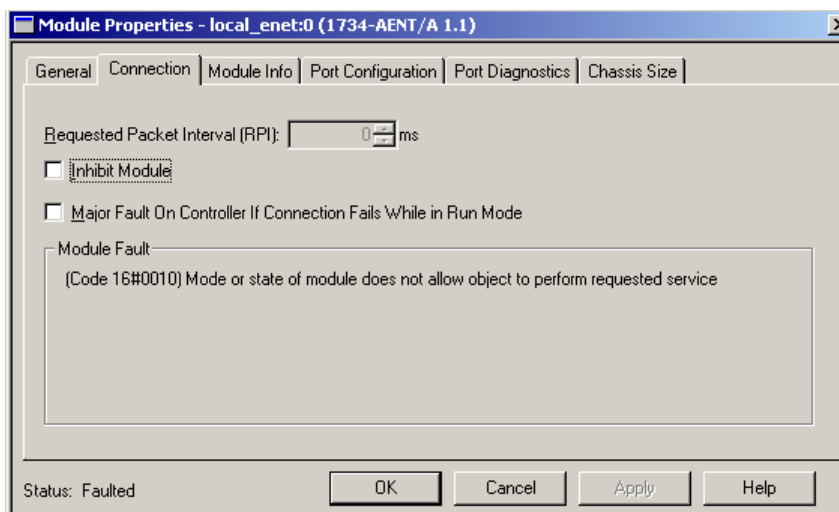 Module Properties - local_enet:0 (1734-AENT/A 1.1)
General Connection Module Info Port Configuration Port Diagnostics Chassis Size
Requested Packet Interval (RPI): 0 ms
Inhibit Module
Major Fault On Controller If Connection Fails While in Run Mode
Module Fault
(Code 16#0010) Mode or state of module does not allow object to perform requested service
Status: Faulted OK Cancel Apply Help